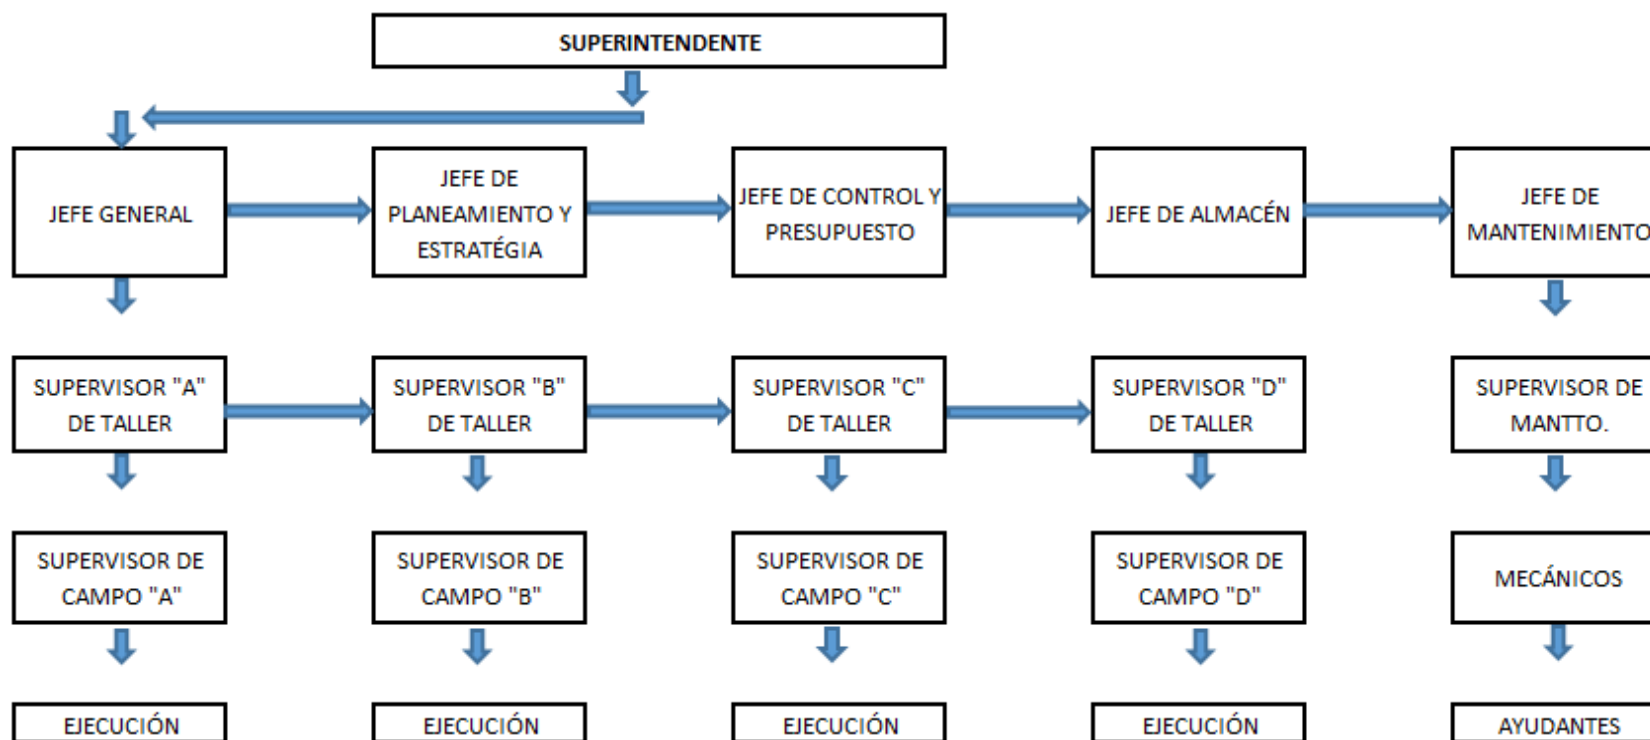 SUPERINTENDENTE
JEFE GENERAL
JEFE DE
PLANEAMIENTO Y
ESTRATÉGIA
JEFE DE CONTROL Y
PRESUPUESTO
JEFE DE ALMACÉN
JEFE DE
MANTENIMIENTO
SUPERVISOR "A"
DE TALLER
SUPERVISOR "B"
DE TALLER
SUPERVISOR "C"
DE TALLER
SUPERVISOR "D"
DE TALLER
SUPERVISOR DE
MANTTO.
SUPERVISOR DE
CAMPO "A"
SUPERVISOR DE
CAMPO "B"
SUPERVISOR DE
CAMPO "C"
SUPERVISOR DE
CAMPO "D"
MECÁNICOS
EJECUCIÓN
EJECUCIÓN
EJECUCIÓN
EJECUCIÓN
AYUDANTES